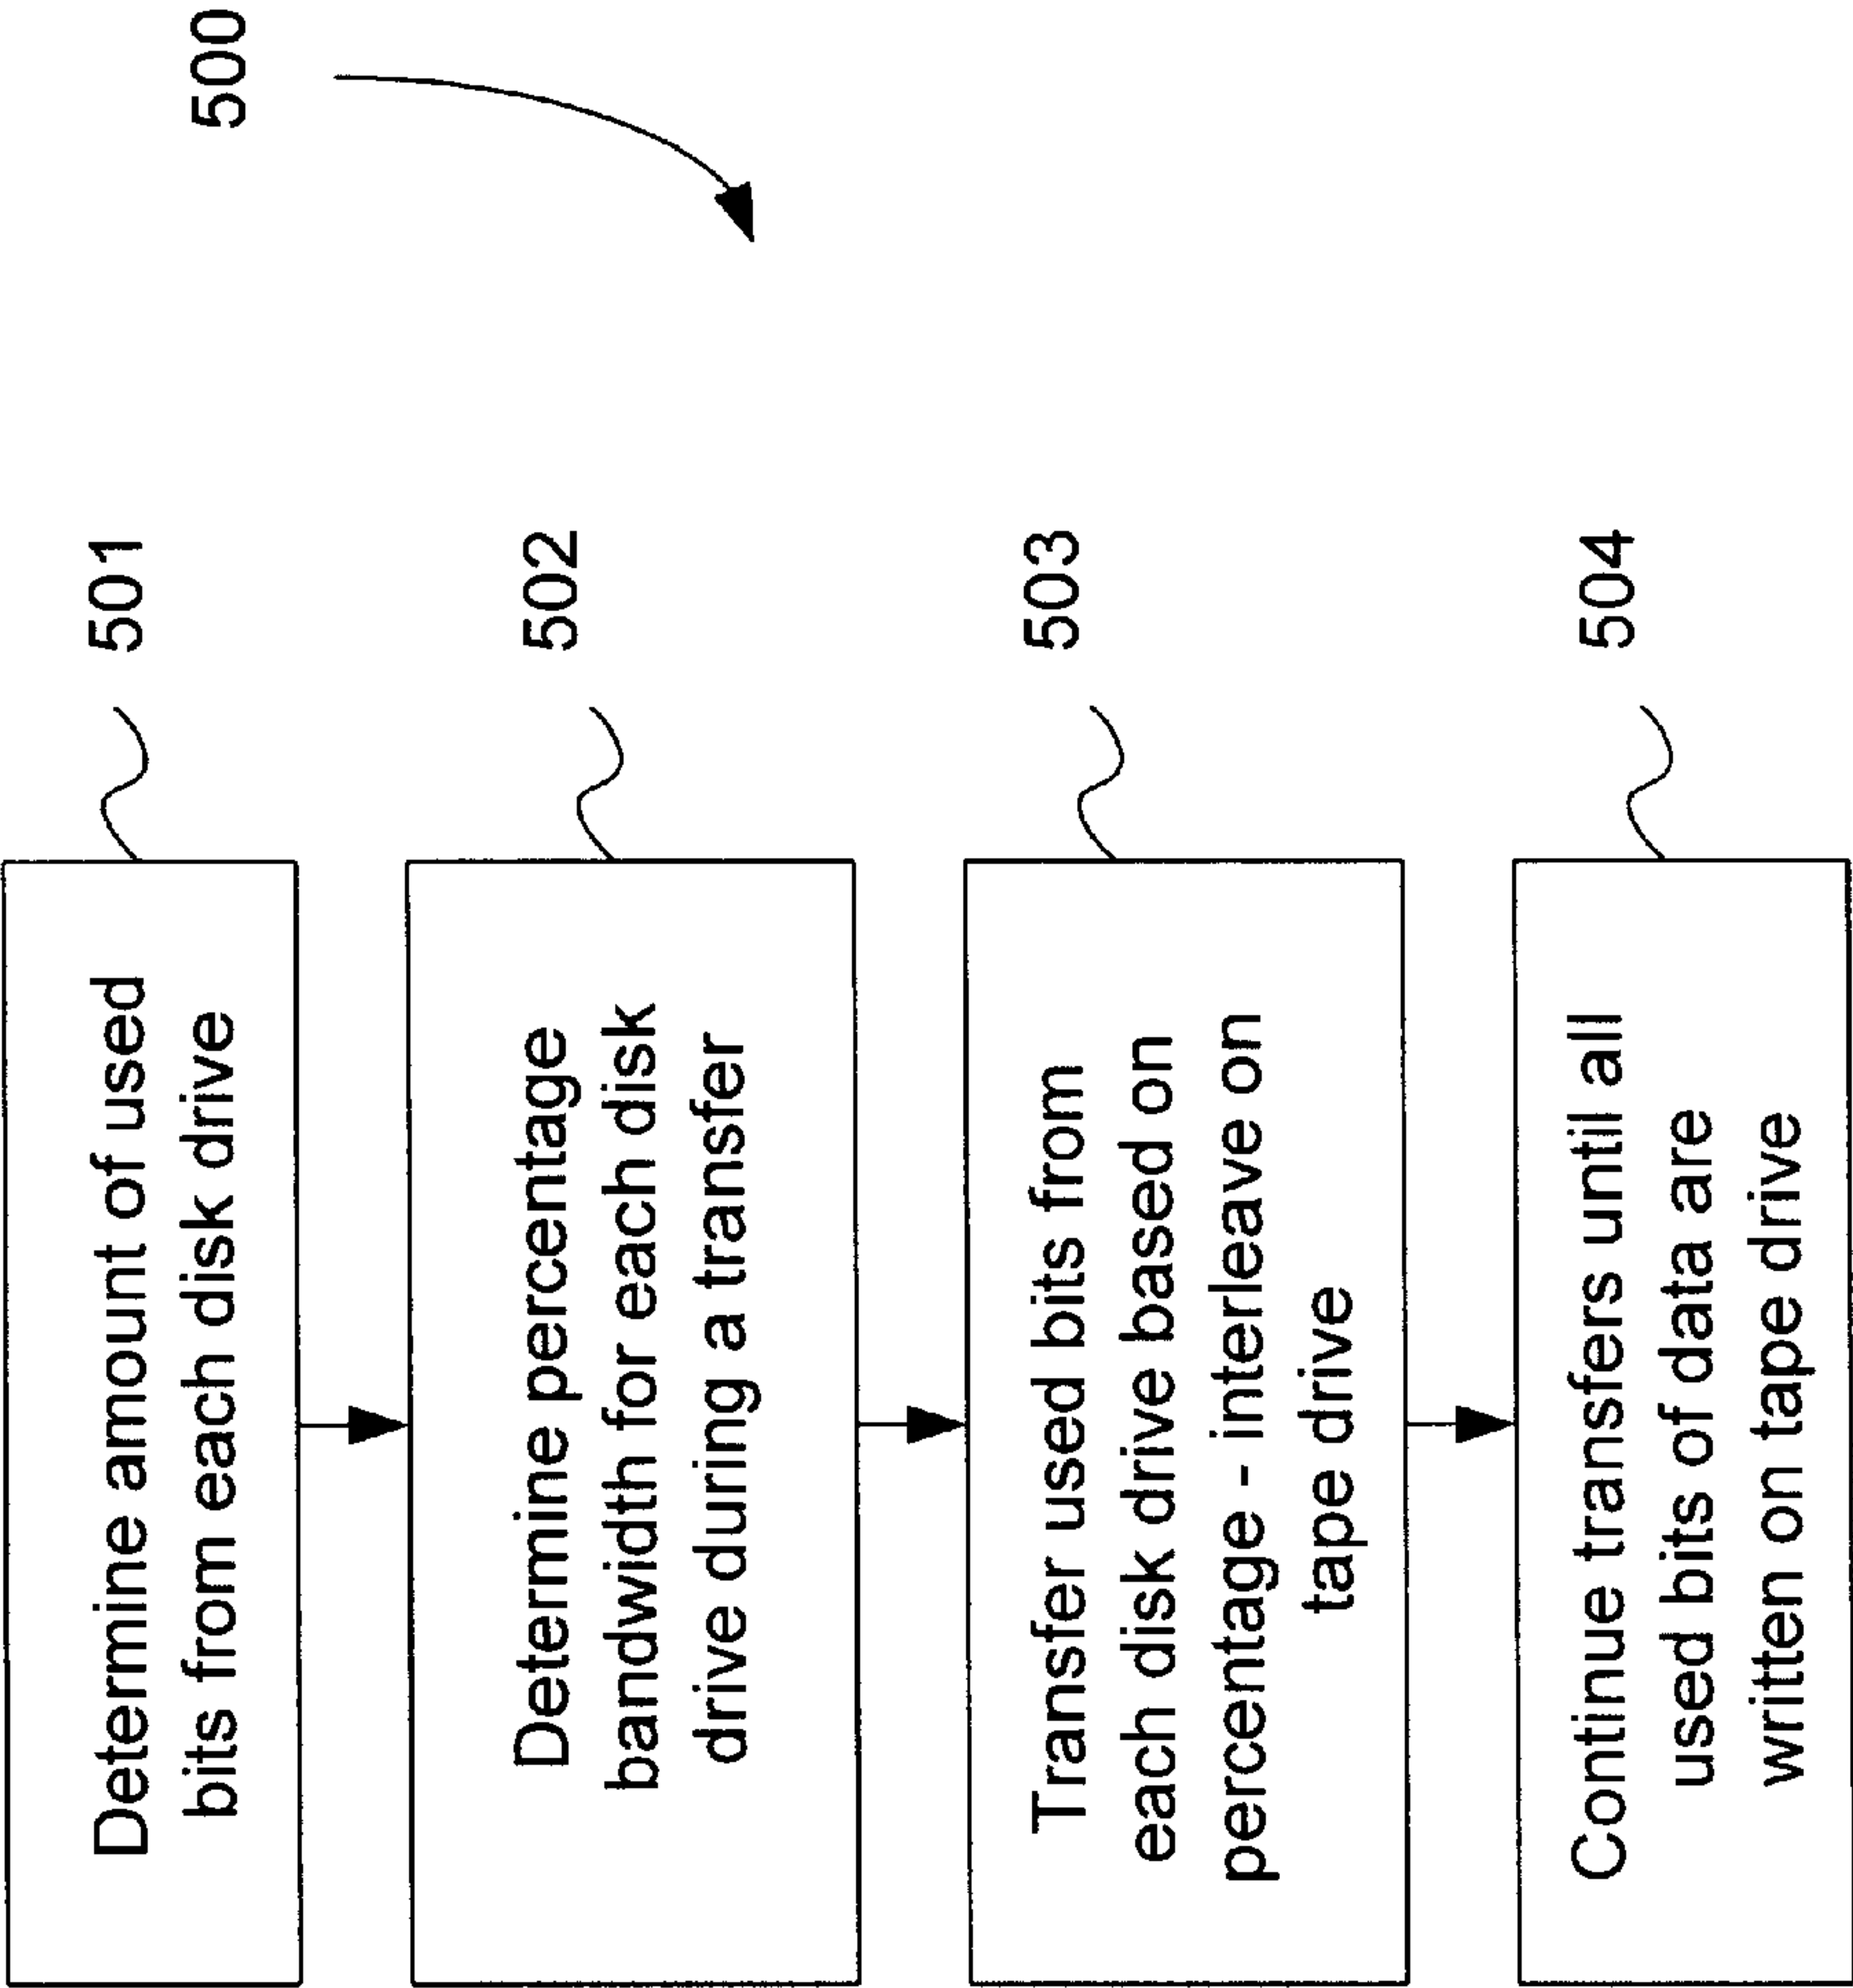 500
Determine amount of used
bits from each disk drive
501
Determine percentage
bandwidth for each disk
drive during a transfer
502
Transfer used bits from
each disk drive based on
percentage - interleave on
tape drive
503
Continue transfers until all
used bits of data are
written on tape drive
504